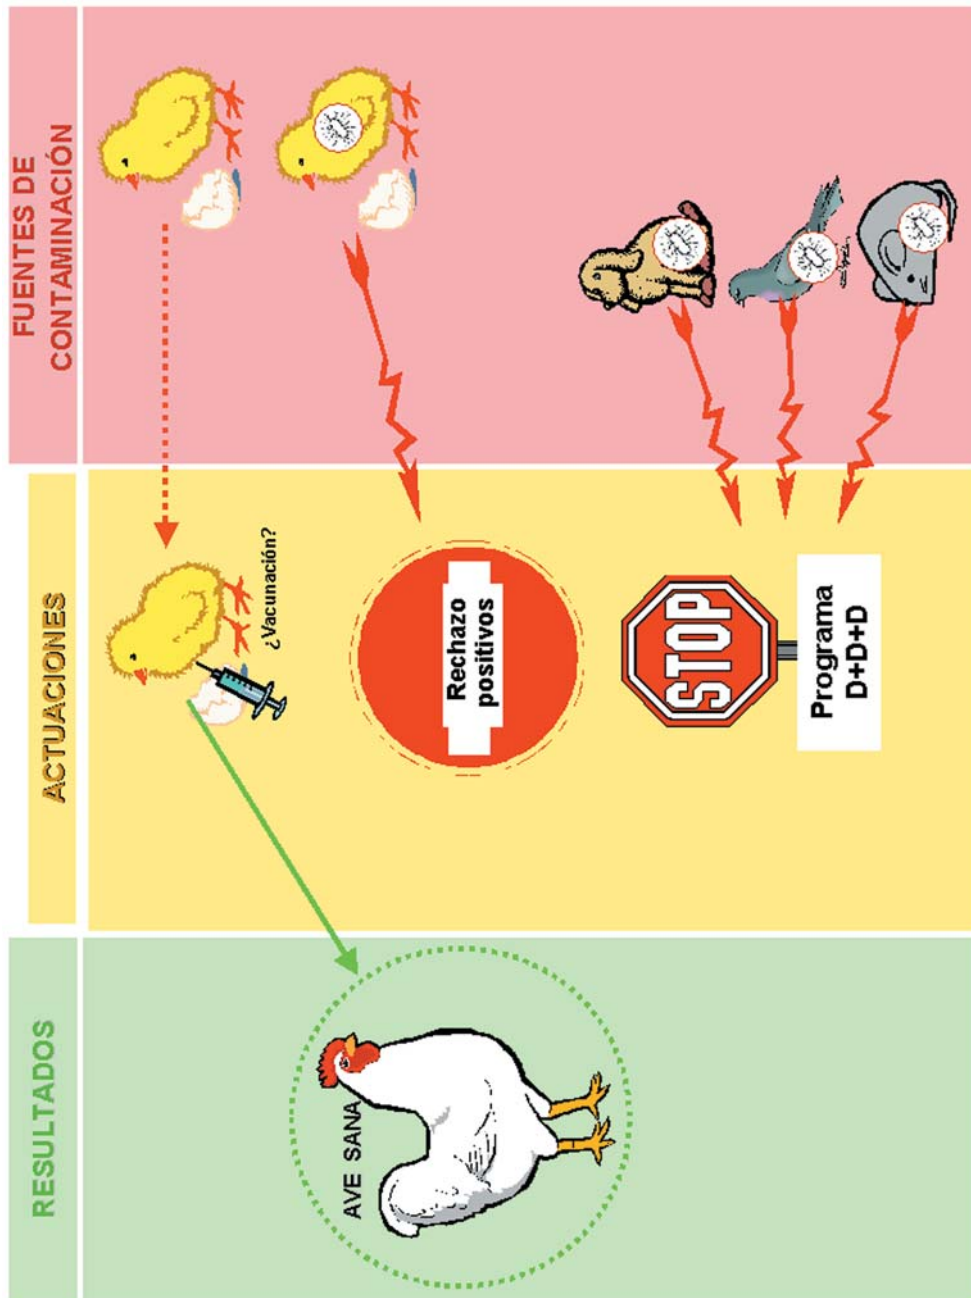 FUENTES DE
CONTAMINACIÓN
ACTUACIONES
¿Vacunación?
Rechazo
positivos
STOP
Programa
D+D+D
RESULTADOS
AVE SANA